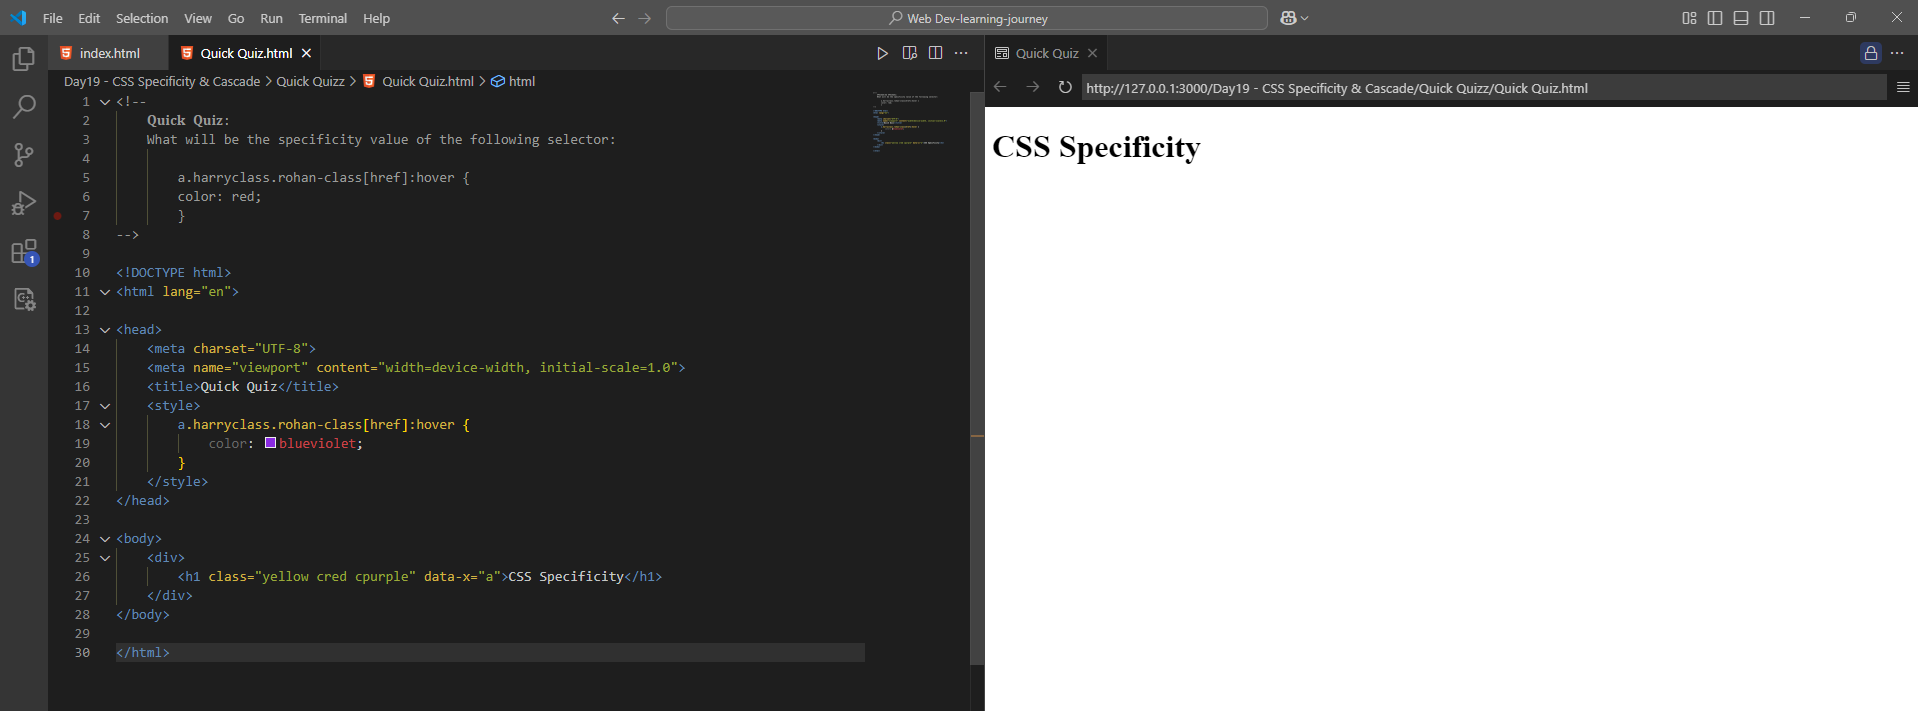 File Edit Selection View Go Run Terminal Help
Web Dev-learning-journey
index.html
Quick Quiz.html
Day19 - CSS Specificity & Cascade > Quick Quizz > Quick Quiz.html > html
1 <!--
2 Quick Quiz:
3 What will be the specificity value of the following selector:
4
5 a.harryclass.rohan-class[href]:hover {
6 color: red;
7 }
8 -->
9
10 <!DOCTYPE html>
11 <html lang="en">
12
13 <head>
14 <meta charset="UTF-8">
15 <meta name="viewport" content="width=device-width, initial-scale=1.0">
16 <title>Quick Quiz</title>
17 <style>
18 a.harryclass.rohan-class[href]:hover {
19 color: blueviolet;
20 }
21 </style>
22 </head>
23
24 <body>
25 <div>
26 <h1 class="yellow cred cpurple" data-x="a">CSS Specificity</h1>
27 </div>
28 </body>
29
30 </html>
1
Quick Quiz
http://127.0.0.1:3000/Day19 - CSS Specificity & Cascade/Quick Quizz/Quick Quiz.html
CSS Specificity